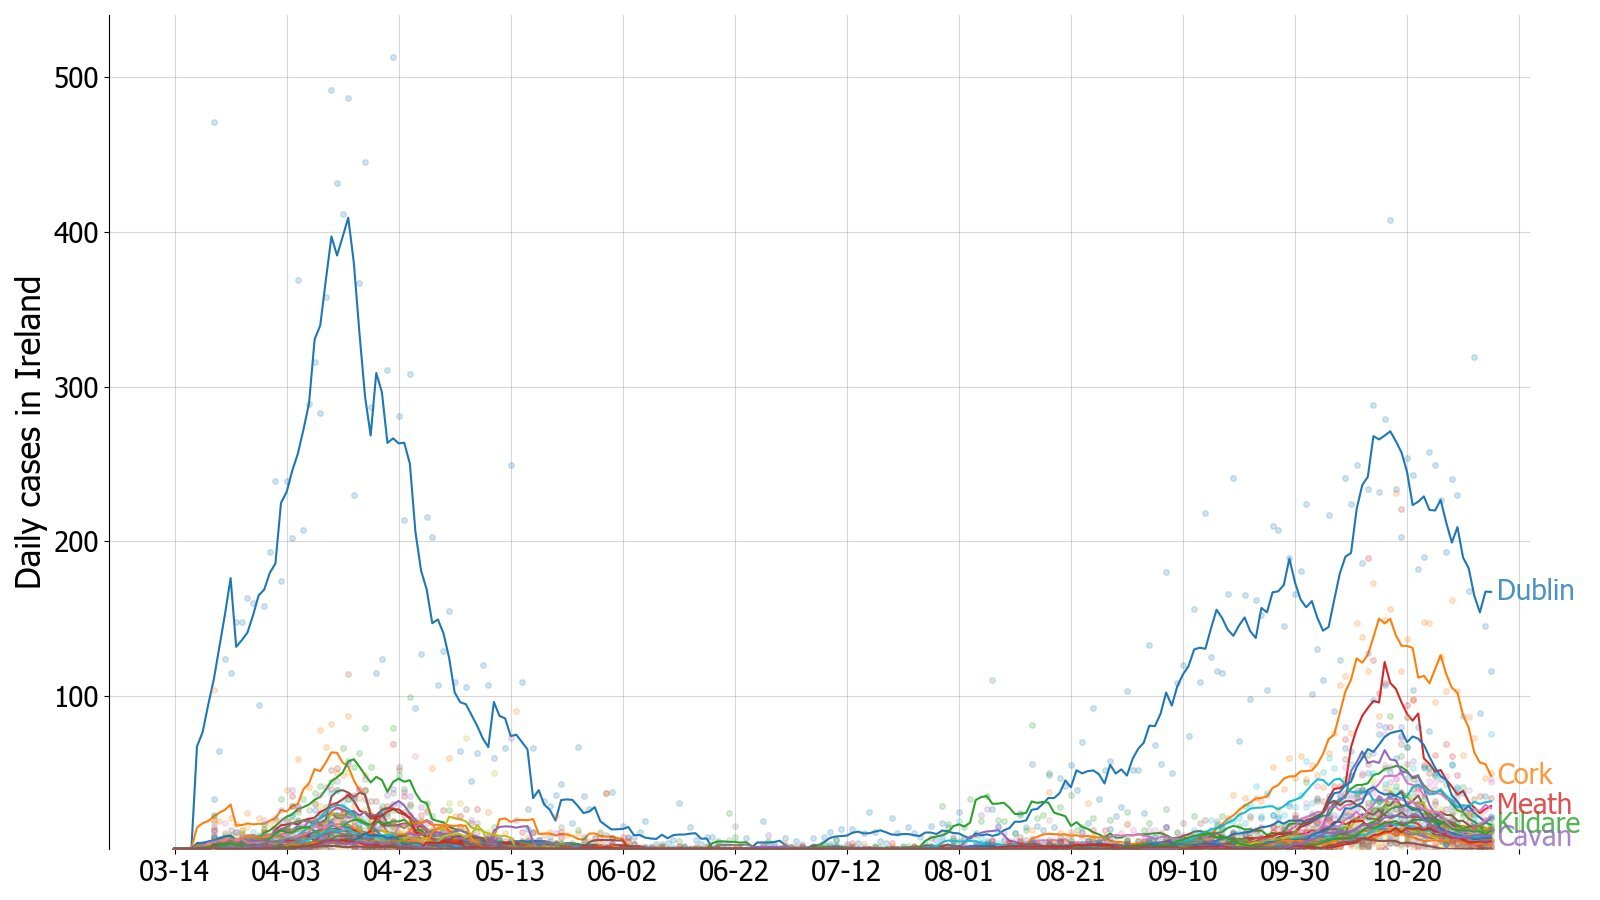 Daily cases in Ireland
500
400
300
200
100
03-14 04-03 04-23 05-13 06-02 06-22 07-12 08-01 08-21 09-10 09-30 10-20
Dublin
Cork
Meath
Kildare
Cavan